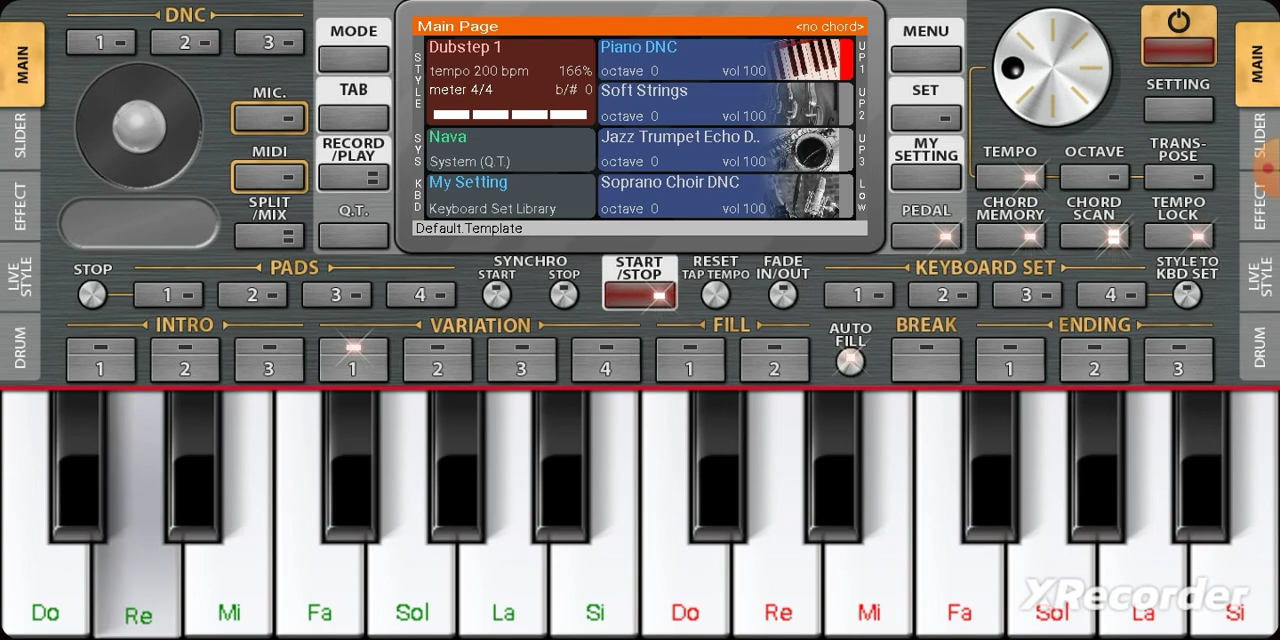 DNC
1 2 3
MAIN
SLIDER
EFFECT
LIVE STYLE
DRUM
MIC.
MIDI
SPLIT
/MIX
MODE
TAB
RECORD
/PLAY
Q.T.
Main Page <no chord>
STYLE
Dubstep 1
tempo 200 bpm 166%
meter 4/4 b/# 0
SYS
Nava
System (Q.T.)
KBD
My Setting
Keyboard Set Library
Piano DNC
octave 0 vol 100
UP1
Soft Strings
octave 0 vol 100
UP2
Jazz Trumpet Echo D..
octave 0 vol 100
UP3
Soprano Choir DNC
octave 0 vol 100
Low
Default.Template
MENU
SET
MY
SETTING
PEDAL
SETTING
TEMPO OCTAVE TRANS-
POSE
CHORD
MEMORY
CHORD
SCAN
TEMPO
LOCK
MAIN
SLIDER
EFFECT
LIVE STYLE
DRUM
STOP
PADS
1 2 3 4
SYNCHRO
START STOP
START
/STOP
RESET
TAP TEMPO
FADE
IN/OUT
KEYBOARD SET
1 2 3 4
STYLE TO
KBD SET
INTRO
1 2 3
VARIATION
1 2 3 4
FILL
1 2
AUTO
FILL
BREAK
ENDING
1 2 3
Do Re Mi Fa Sol La Si Do Re Mi Fa Sol La Si
XRecorder